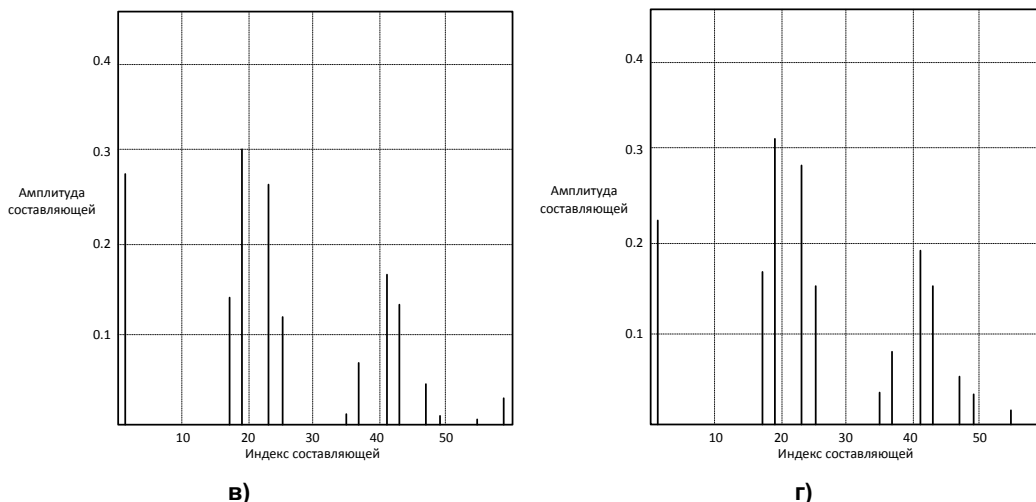 0.4
0.3
Амплитуда
составляющей
0.2
0.1
10 20 30 40 50
Индекс составляющей
в)
0.4
0.3
Амплитуда
составляющей
0.2
0.1
10 20 30 40 50
Индекс составляющей
г)